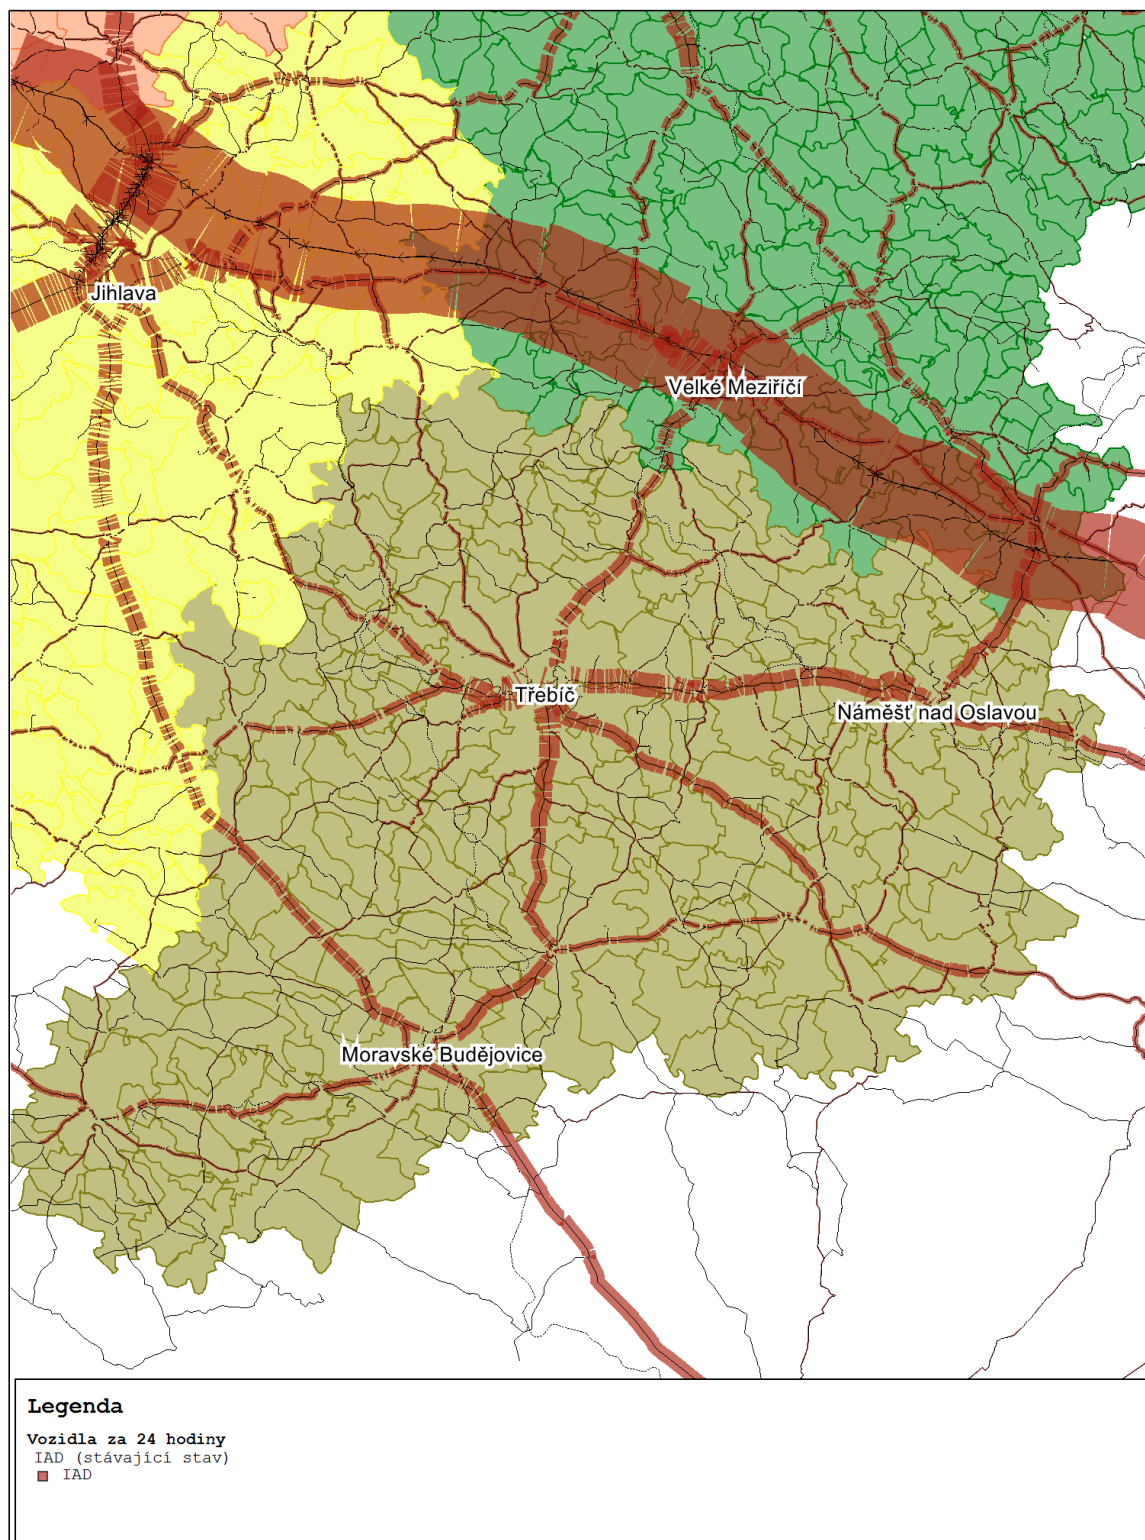 Jihlava
Velké Meziříčí
Třebíč
Náměšť nad Oslavou
Moravské Budějovice
Legenda
Vozidla za 24 hodiny
IAD (stávající stav)
IAD